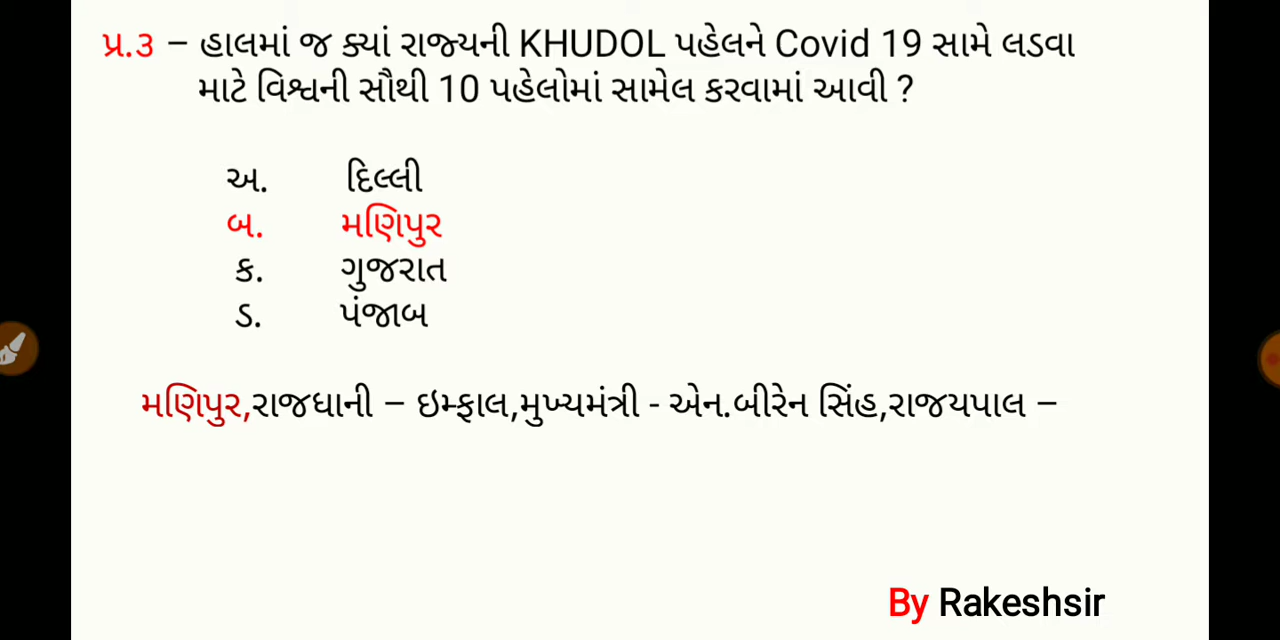 પ્ર.૩ – હાલમાં જ ક્યાં રાજ્યની KHUDOL પહેલને Covid 19 સામે લડવા
માટે વિશ્વની સૌથી 10 પહેલોમાં સામેલ કરવામાં આવી ?
અ. દિલ્લી
બ. મણિપુર
ક. ગુજરાત
ડ. પંજાબ
મણિપુર,રાજધાની – ઇમ્ફાલ,મુખ્યમંત્રી - એન.બીરેન સિંહ,રાજયપાલ –
By Rakeshsir